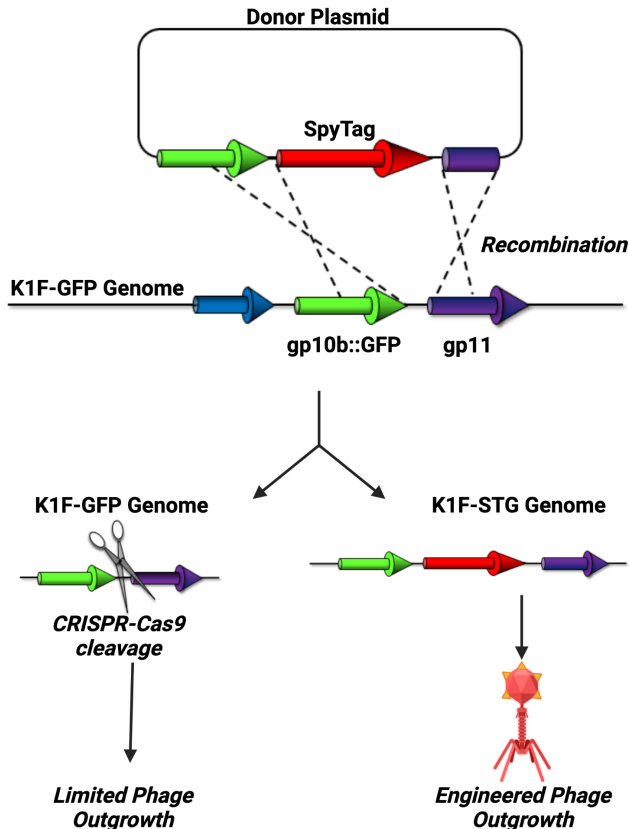 Donor Plasmid
SpyTag
Recombination
K1F-GFP Genome
gp10b::GFP
gp11
K1F-GFP Genome
K1F-STG Genome
CRISPR-Cas9
cleavage
Limited Phage
Outgrowth
Engineered Phage
Outgrowth